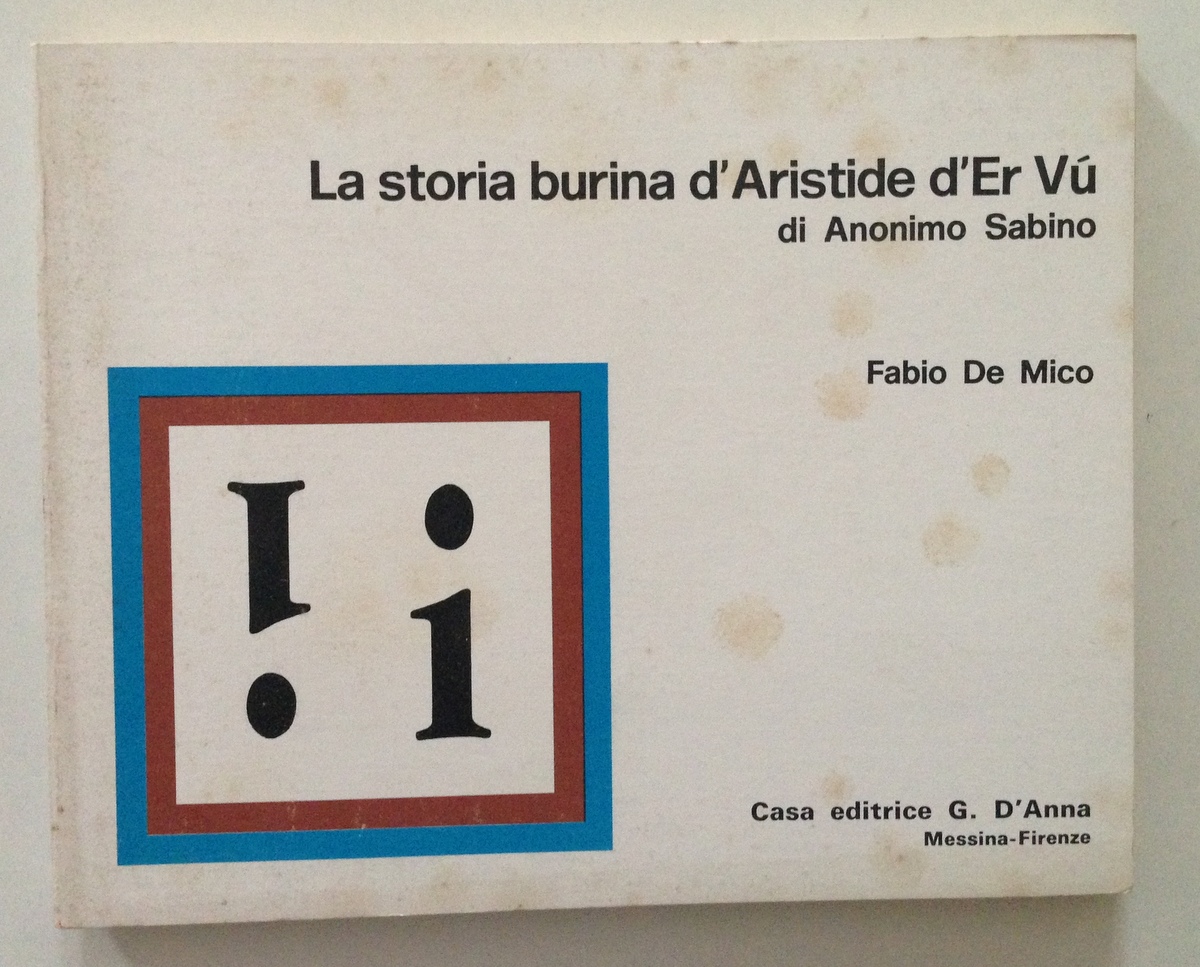 La storia burina d'Aristide d'Er Vú
di Anonimo Sabino
Fabio De Mico
i i
Casa editrice G. D'Anna
Messina-Firenze